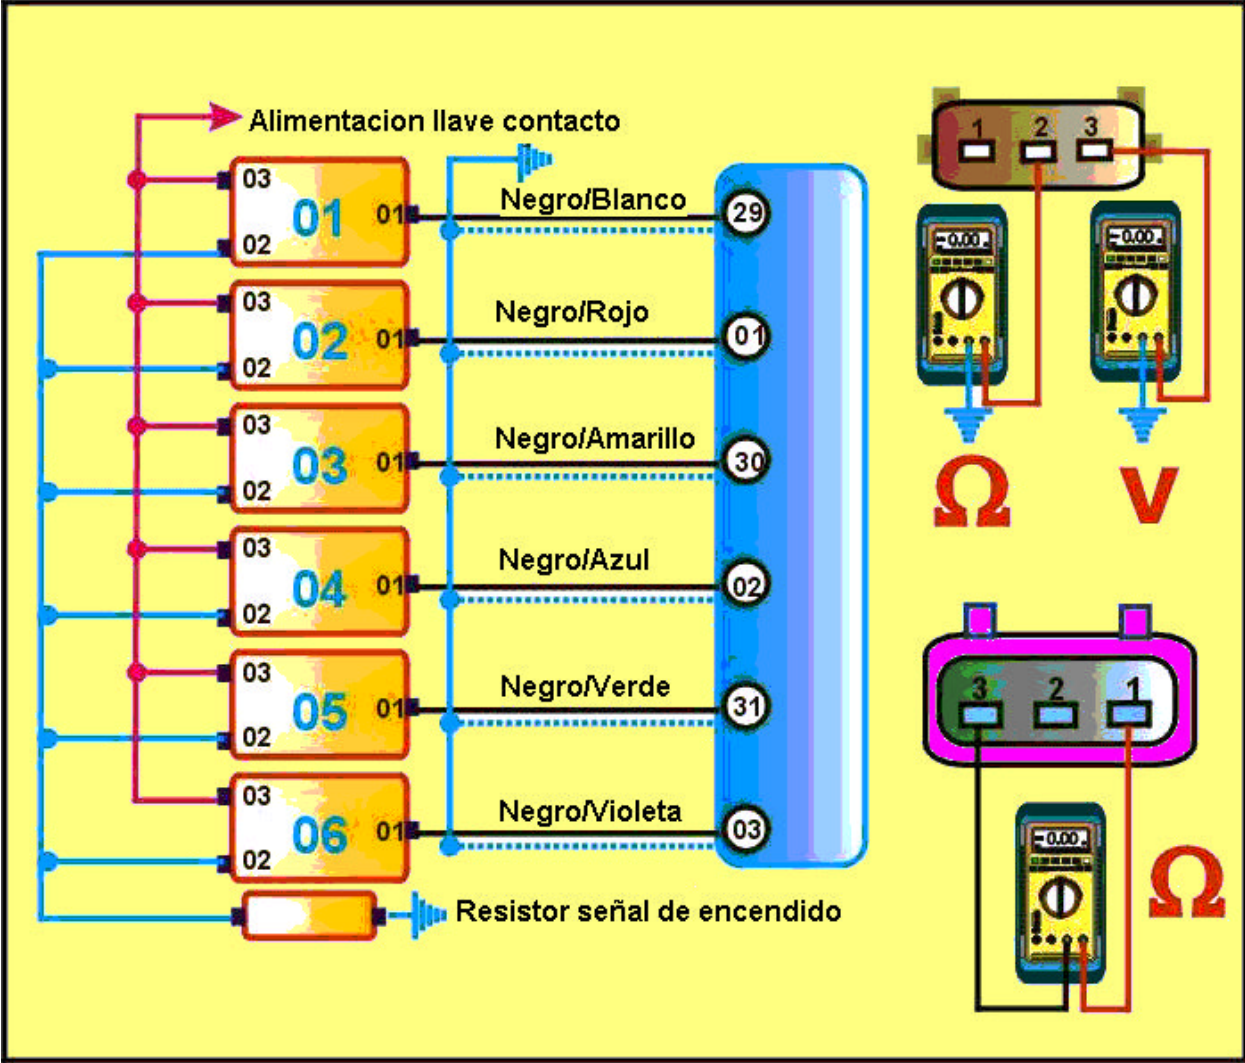 Alimentacion llave contacto
03
01
01
02
Negro/Blanco
29
03
02
01
02
Negro/Rojo
01
03
03
01
02
Negro/Amarillo
30
03
04
01
02
Negro/Azul
02
03
05
01
02
Negro/Verde
31
03
06
01
02
Negro/Violeta
03
Resistor señal de encendido
1 2 3
0.00
0.00
Ω
V
3 2 1
0.00
Ω